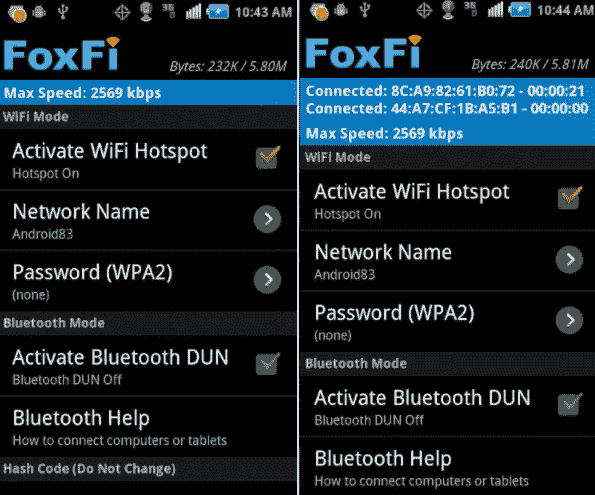 3G
10:43 AM
FoxFi
Bytes: 232K / 5.80M
Max Speed: 2569 kbps
WiFi Mode
Activate WiFi Hotspot
Hotspot On
Network Name
Android83
Password (WPA2)
(none)
Bluetooth Mode
Activate Bluetooth DUN
Bluetooth DUN Off
Bluetooth Help
How to connect computers or tablets
Hash Code (Do Not Change)
3G
10:44 AM
FoxFi
Bytes: 240K / 5.81M
Connected: 8C:A9:82:61:B0:72 - 00:00:21
Connected: 44:A7:CF:1B:A5:B1 - 00:00:00
Max Speed: 2569 kbps
WiFi Mode
Activate WiFi Hotspot
Hotspot On
Network Name
Android83
Password (WPA2)
(none)
Bluetooth Mode
Activate Bluetooth DUN
Bluetooth DUN Off
Bluetooth Help
How to connect computers or tablets